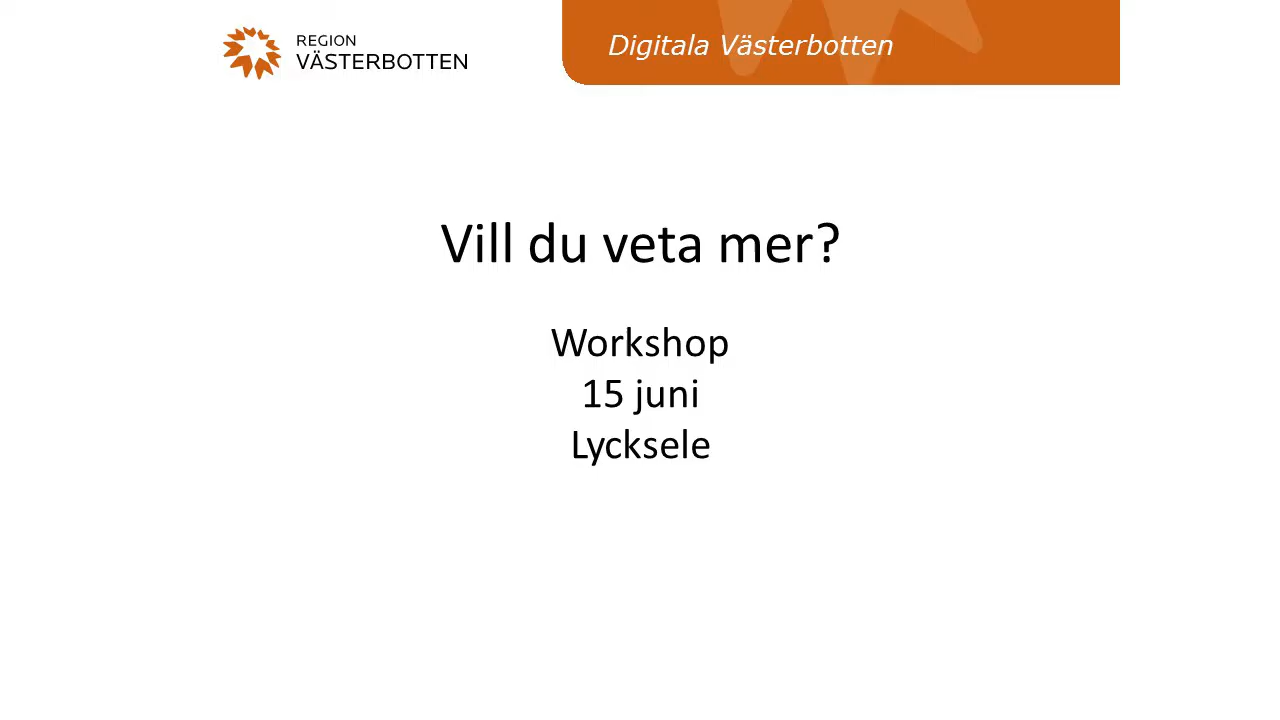 REGION
VÄSTERBOTTEN
Digitala Västerbotten
Vill du veta mer?
Workshop
15 juni
Lycksele